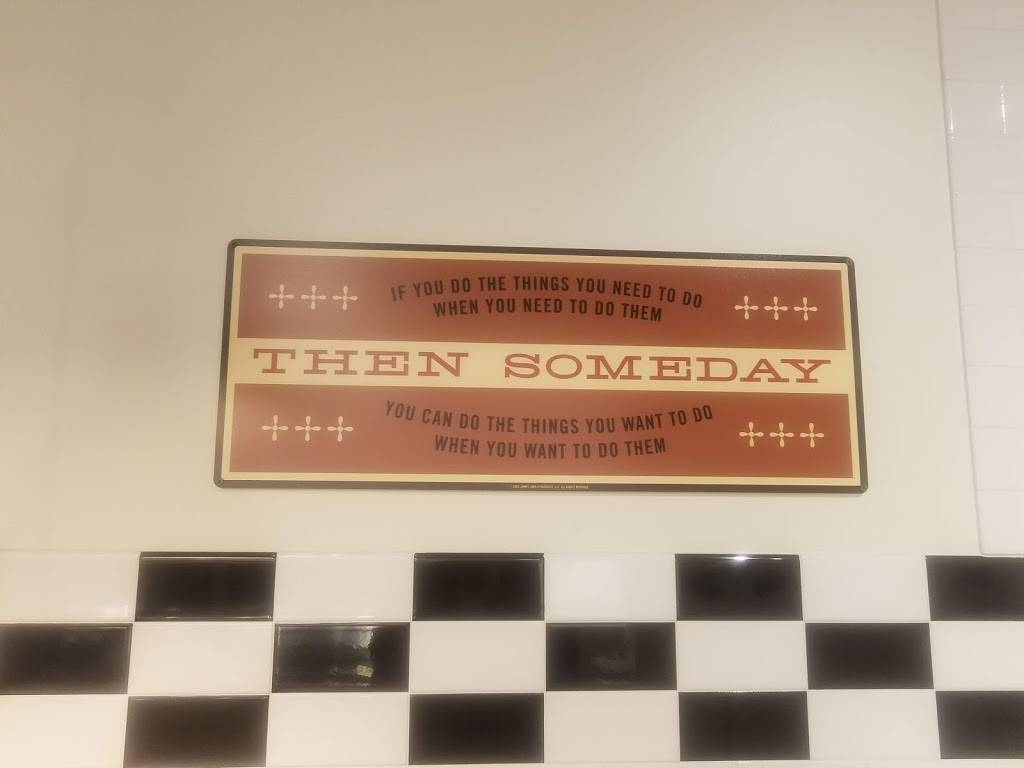 IF YOU DO THE THINGS YOU NEED TO DO
WHEN YOU NEED TO DO THEM
THEN SOMEDAY
YOU CAN DO THE THINGS YOU WANT TO DO
WHEN YOU WANT TO DO THEM